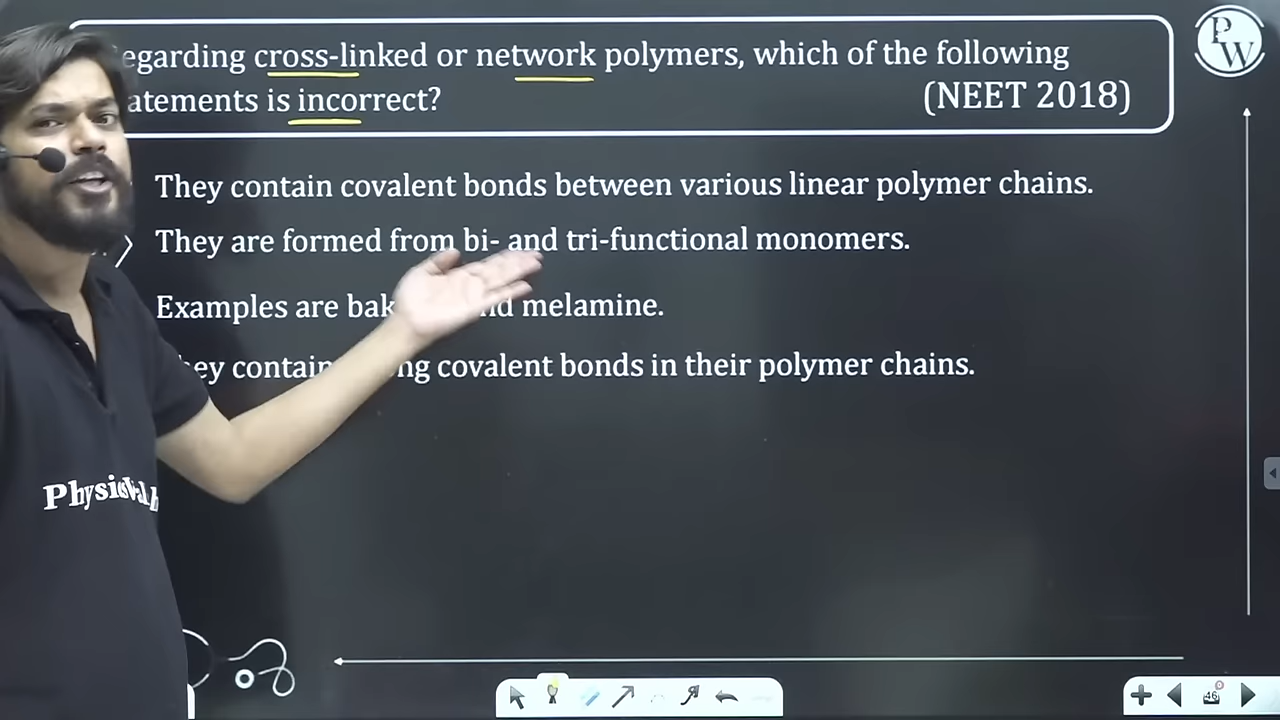 egarding cross-linked or network polymers, which of the following
atements is incorrect? (NEET 2018)
They contain covalent bonds between various linear polymer chains.
They are formed from bi- and tri-functional monomers.
Examples are bak nd melamine.
ey contain ng covalent bonds in their polymer chains.
PW
46